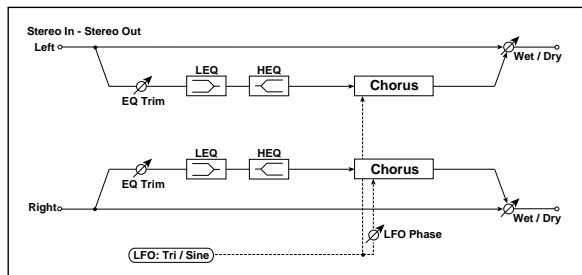 Stereo In - Stereo Out
Left
Wet / Dry
LEQ
HEQ
EQ Trim
Chorus
LEQ
HEQ
EQ Trim
Chorus
Right
Wet / Dry
LFO Phase
LFO: Tri / Sine